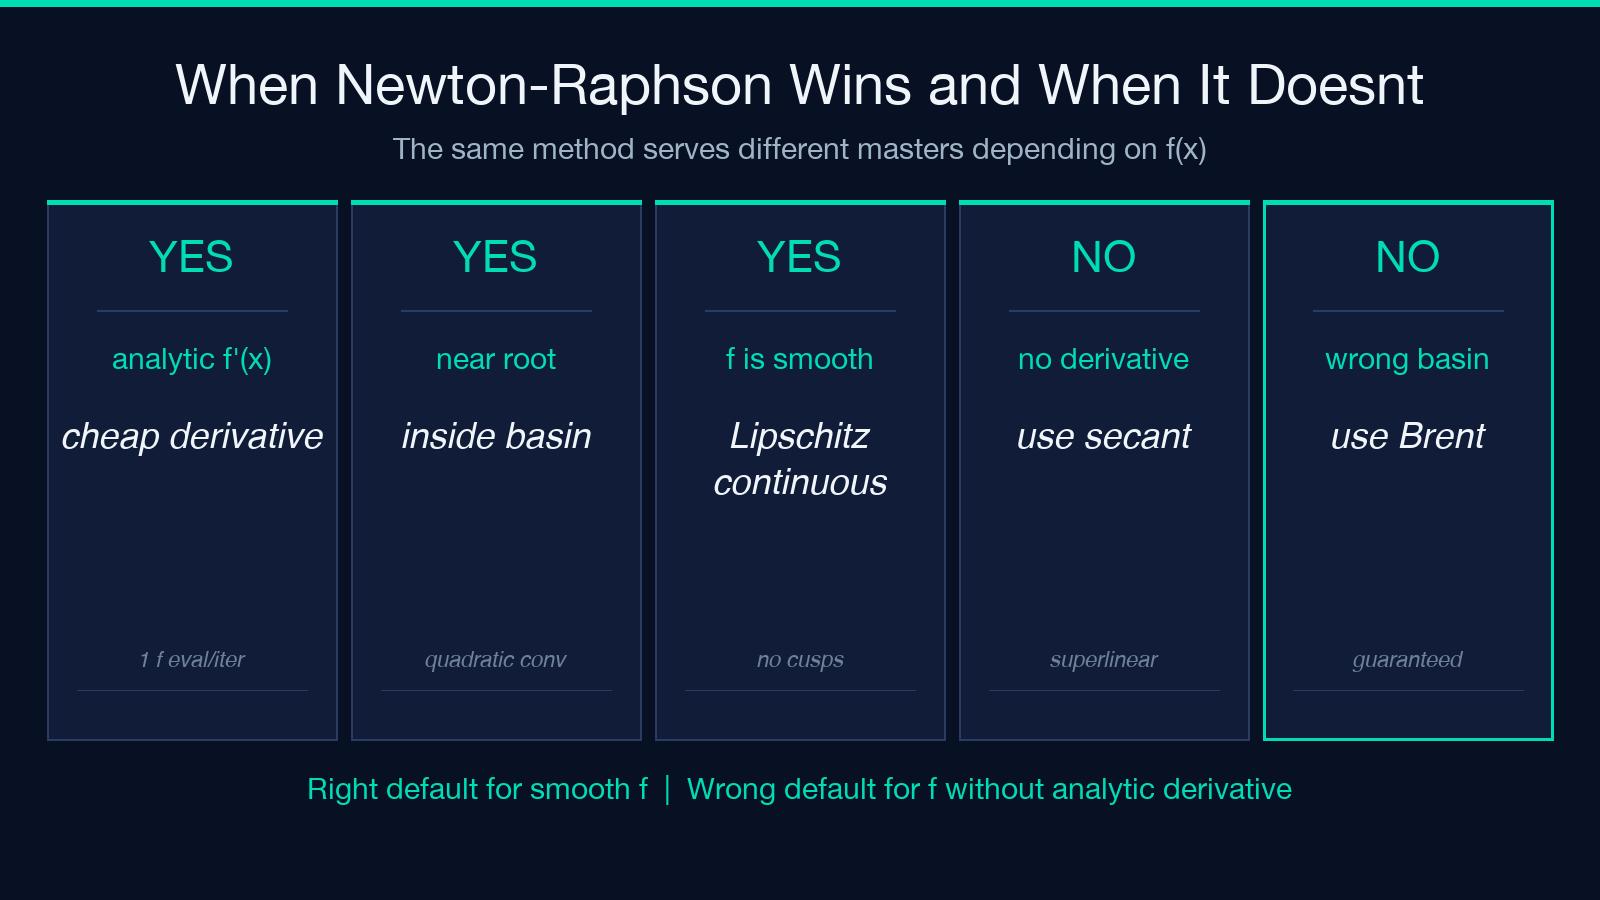 When Newton-Raphson Wins and When It Doesnt
The same method serves different masters depending on f(x)
YES
analytic f'(x)
cheap derivative
1 f eval/iter
YES
near root
inside basin
quadratic conv
YES
f is smooth
Lipschitz
continuous
no cusps
NO
no derivative
use secant
superlinear
NO
wrong basin
use Brent
guaranteed
Right default for smooth f | Wrong default for f without analytic derivative